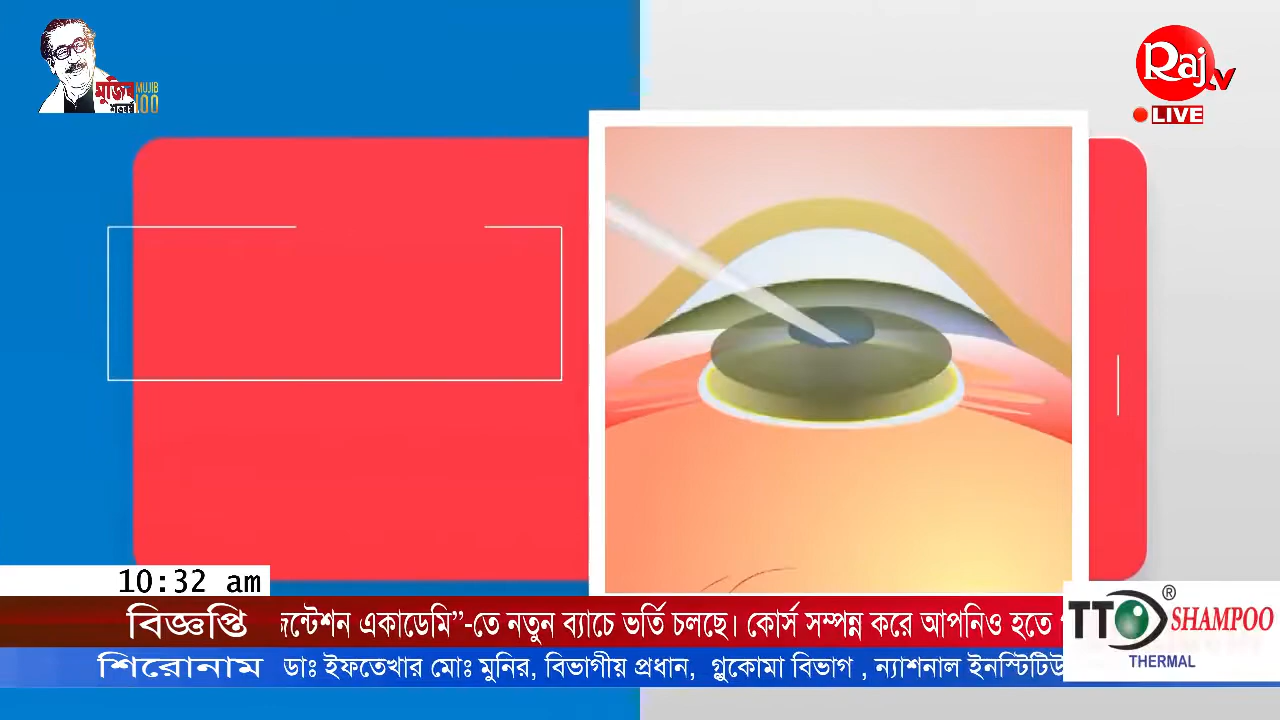 মুজিব
MUJIB
100
Raj tv
LIVE
10:32 am
বিজ্ঞপ্তি
জেন্টেশন একাডেমি”-তে নতুন ব্যাচে ভর্তি চলছে। কোর্স সম্পন্ন করে আপনিও হতে
শিরোনাম
ডাঃ ইফতেখার মোঃ মুনির, বিভাগীয় প্রধান, গ্লুকোমা বিভাগ , ন্যাশনাল ইনস্টিটিউ
TTO® SHAMPOO
THERMAL